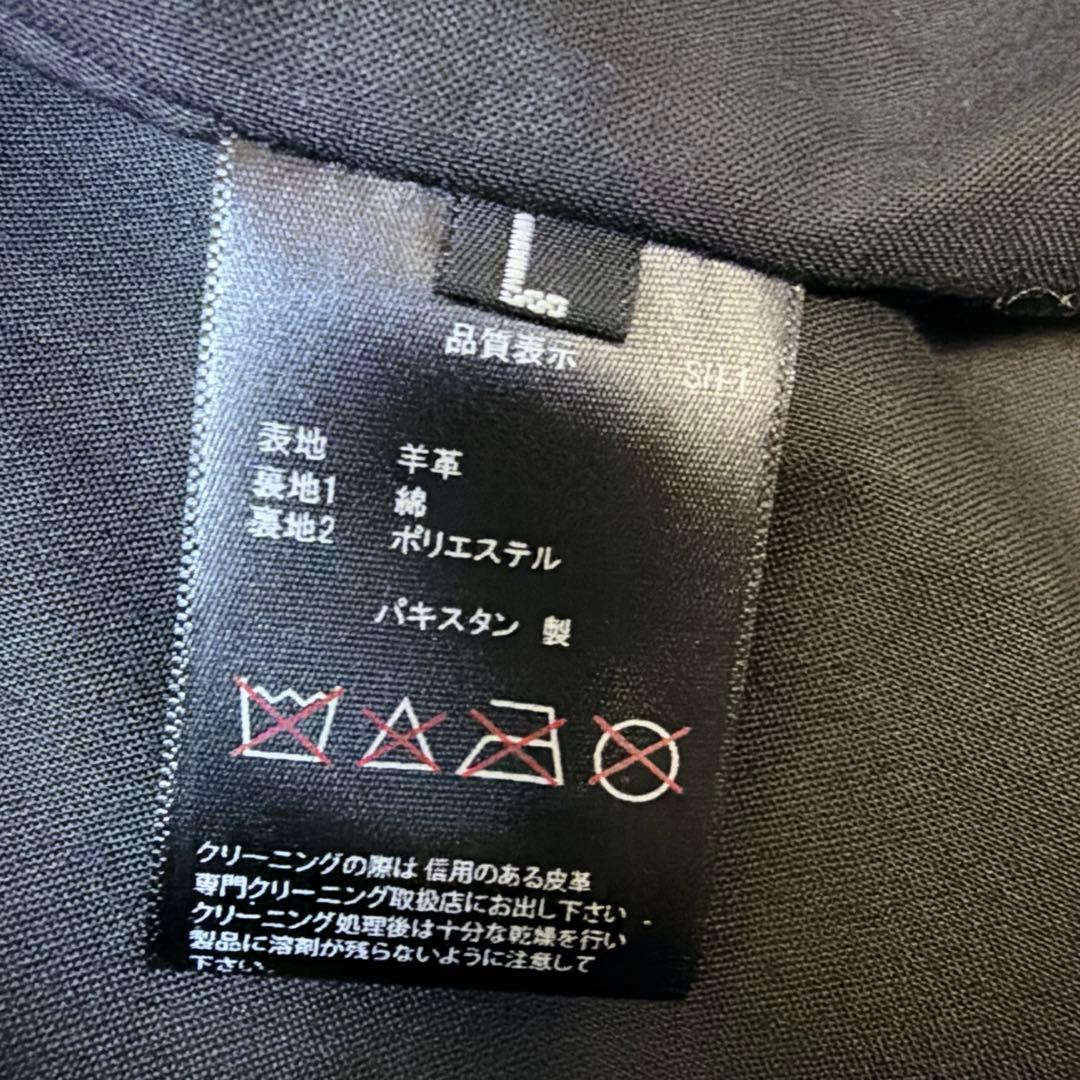 L
品質表示
表地 羊革
裏地1 綿
裏地2 ポリエステル
パキスタン 製
クリーニングの際は 信用のある皮革
専門クリーニング取扱店にお出し下さい
クリーニング処理後は十分な乾燥を行い
製品に溶剤が残らないように注意して
下さい。